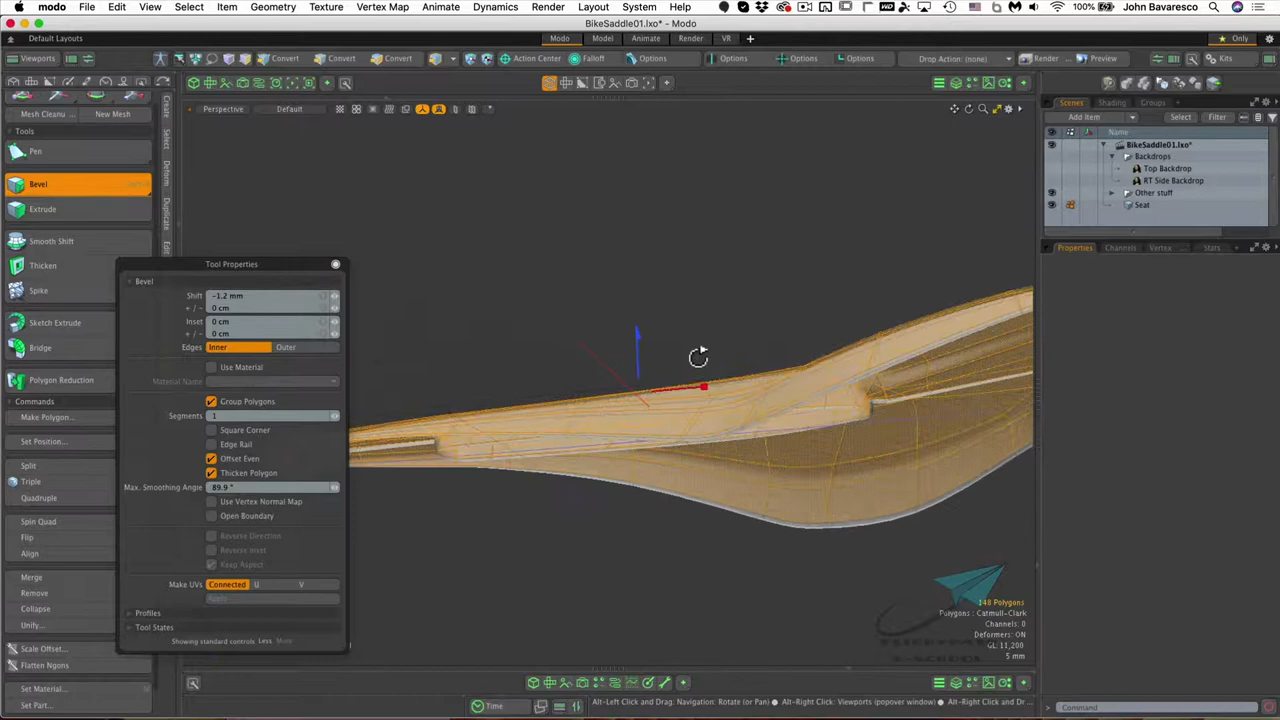 modo File Edit View Select Item Geometry Texture Vertex Map Animate Dynamics Render Layout System Help 100% John Bavaresco
BikeSaddle01.lxo* - Modo
Default Layouts Modo Model Animate Render VR Only
Viewports Convert Convert Convert Action Center Falloff Options Options Options Drop Action: Render Preview Kits
Perspective Default
Scenes Shading Groups
Add Item Select Filter
Name
BikeSaddle01.lxo*
Backdrops
Top Backdrop
RT Side Backdrop
Other stuff
Seat
Properties Channels Vertex ... Stats
Create
Select
Deform
Duplicate
Edit
Mesh Cleanu ... New Mesh
Tools
Pen
Bevel
Extrude
Smooth Shift
Thicken
Spike
Sketch Extrude
Bridge
Polygon Reduction
Commands
Make Polygon...
Set Position...
Split
Triple
Quadruple
Spin Quad
Flip
Align
Merge
Remove
Collapse
Unify...
Scale Offset...
Flatten Ngons
Set Material...
Set Part...
Tool Properties
Bevel
Shift -1.2 mm
+ / - 0 cm
Inset 0 cm
+ / - 0 cm
Edges Inner Outer
Use Material
Material Name
Group Polygons
Segments 1
Square Corner
Edge Rail
Offset Even
Thicken Polygon
Max. Smoothing Angle 89.9 °
Use Vertex Normal Map
Open Boundary
Reverse Direction
Reverse Inset
Keep Aspect
Make UVs Connected U V
Apply
Profiles
Tool States
Showing standard controls Less More
148 Polygons
Polygons : Catmull-Clark
Channels: 0
Deformers: ON
GL: 11,200
5 mm
Time
Alt-Left Click and Drag: Navigation: Rotate (or Pan) ● Alt-Right Click: Viewports (popover window) ● Alt-Right Click and Dra...
Command